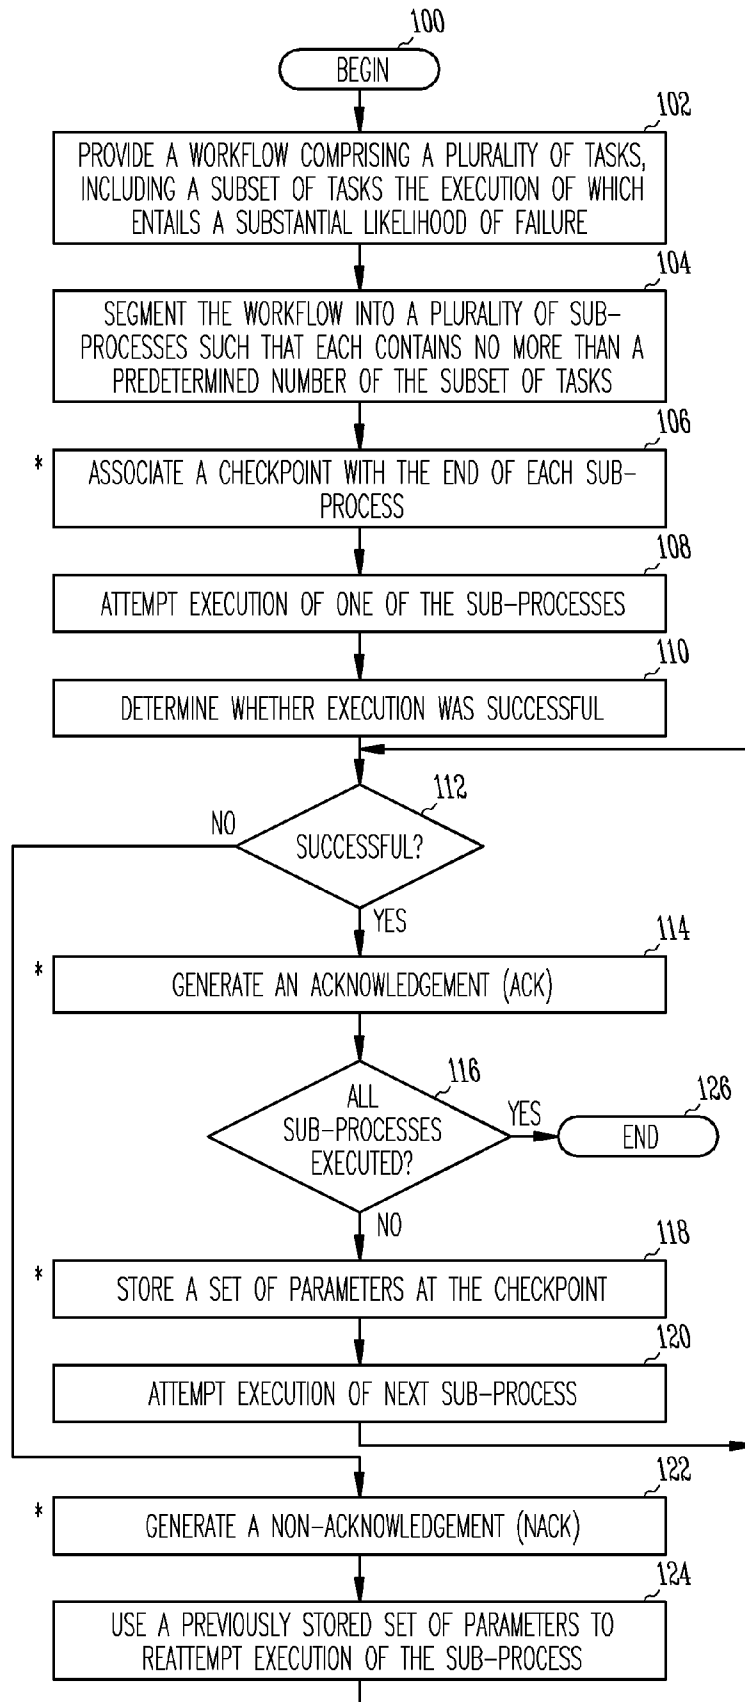 100
BEGIN
102
PROVIDE A WORKFLOW COMPRISING A PLURALITY OF TASKS,
INCLUDING A SUBSET OF TASKS THE EXECUTION OF WHICH
ENTAILS A SUBSTANTIAL LIKELIHOOD OF FAILURE
104
SEGMENT THE WORKFLOW INTO A PLURALITY OF SUB-
PROCESSES SUCH THAT EACH CONTAINS NO MORE THAN A
PREDETERMINED NUMBER OF THE SUBSET OF TASKS
106
* ASSOCIATE A CHECKPOINT WITH THE END OF EACH SUB-
PROCESS
108
ATTEMPT EXECUTION OF ONE OF THE SUB-PROCESSES
110
DETERMINE WHETHER EXECUTION WAS SUCCESSFUL
112
NO
SUCCESSFUL?
YES
114
* GENERATE AN ACKNOWLEDGEMENT (ACK)
116
ALL
SUB-PROCESSES
EXECUTED?
YES
126
END
NO
118
* STORE A SET OF PARAMETERS AT THE CHECKPOINT
120
ATTEMPT EXECUTION OF NEXT SUB-PROCESS
122
* GENERATE A NON-ACKNOWLEDGEMENT (NACK)
124
USE A PREVIOUSLY STORED SET OF PARAMETERS TO
REATTEMPT EXECUTION OF THE SUB-PROCESS